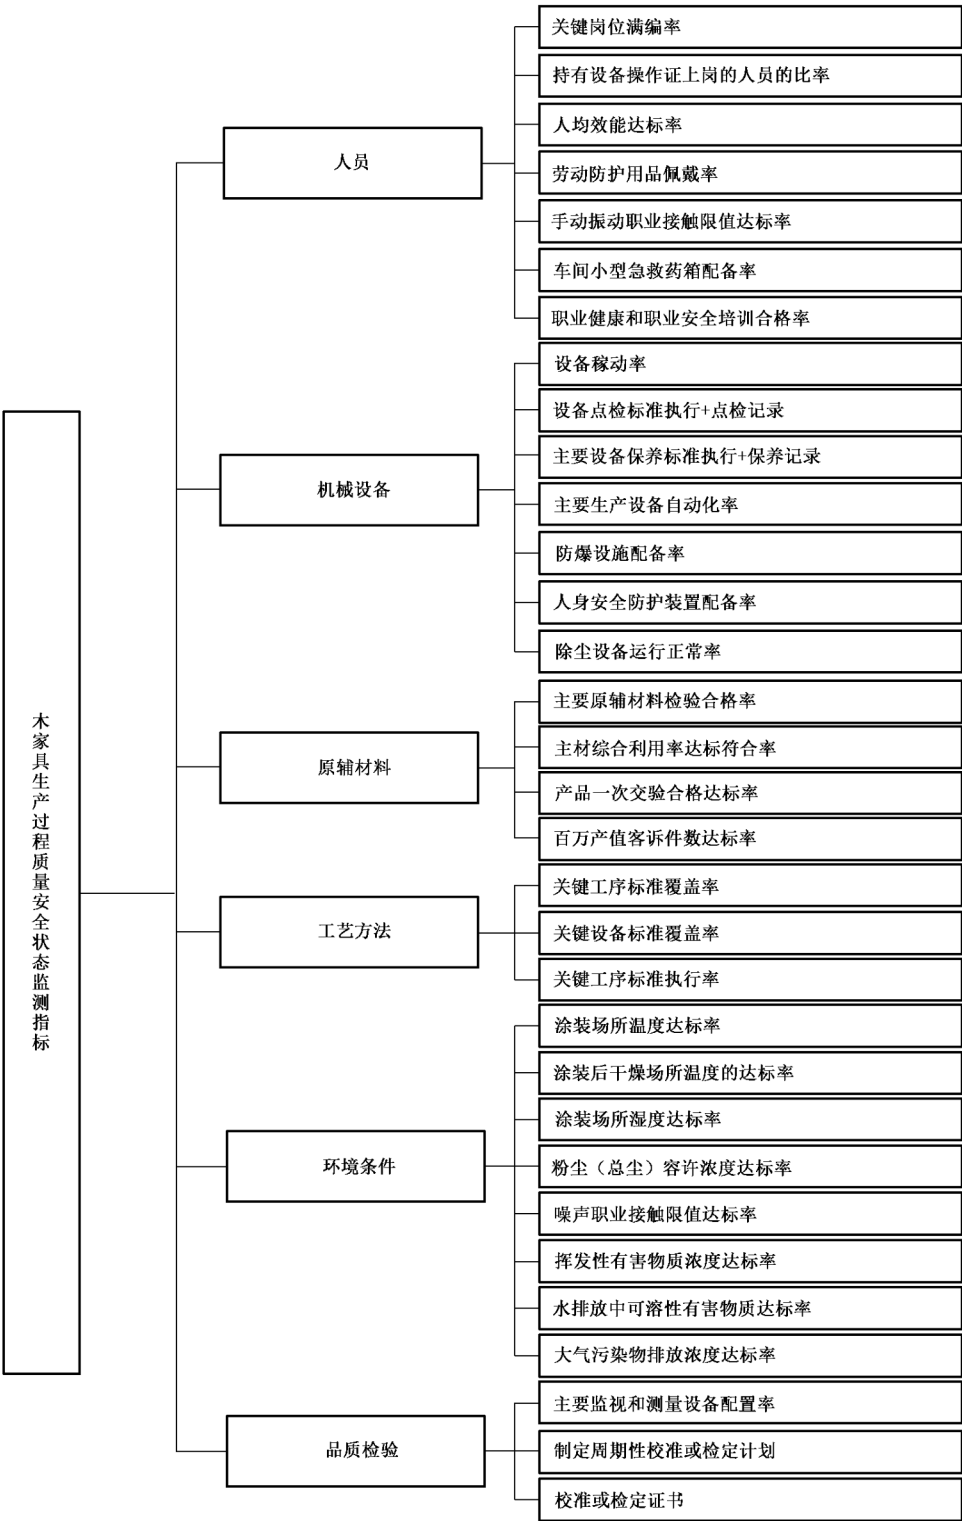 木家具生产过程质量安全状态监测指标
人员
关键岗位满编率
持有设备操作证上岗的人员的比率
人均效能达标率
劳动防护用品佩戴率
手动振动职业接触限值达标率
车间小型急救药箱配备率
职业健康和职业安全培训合格率
机械设备
设备稼动率
设备点检标准执行+点检记录
主要设备保养标准执行+保养记录
主要生产设备自动化率
防爆设施配备率
人身安全防护装置配备率
除尘设备运行正常率
原辅材料
主要原辅材料检验合格率
主材综合利用率达标符合率
产品一次交验合格达标率
百万产值客诉件数达标率
工艺方法
关键工序标准覆盖率
关键设备标准覆盖率
关键工序标准执行率
环境条件
涂装场所温度达标率
涂装后干燥场所温度的达标率
涂装场所湿度达标率
粉尘（总尘）容许浓度达标率
噪声职业接触限值达标率
挥发性有害物质浓度达标率
水排放中可溶性有害物质达标率
大气污染物排放浓度达标率
品质检验
主要监视和测量设备配置率
制定周期性校准或检定计划
校准或检定证书